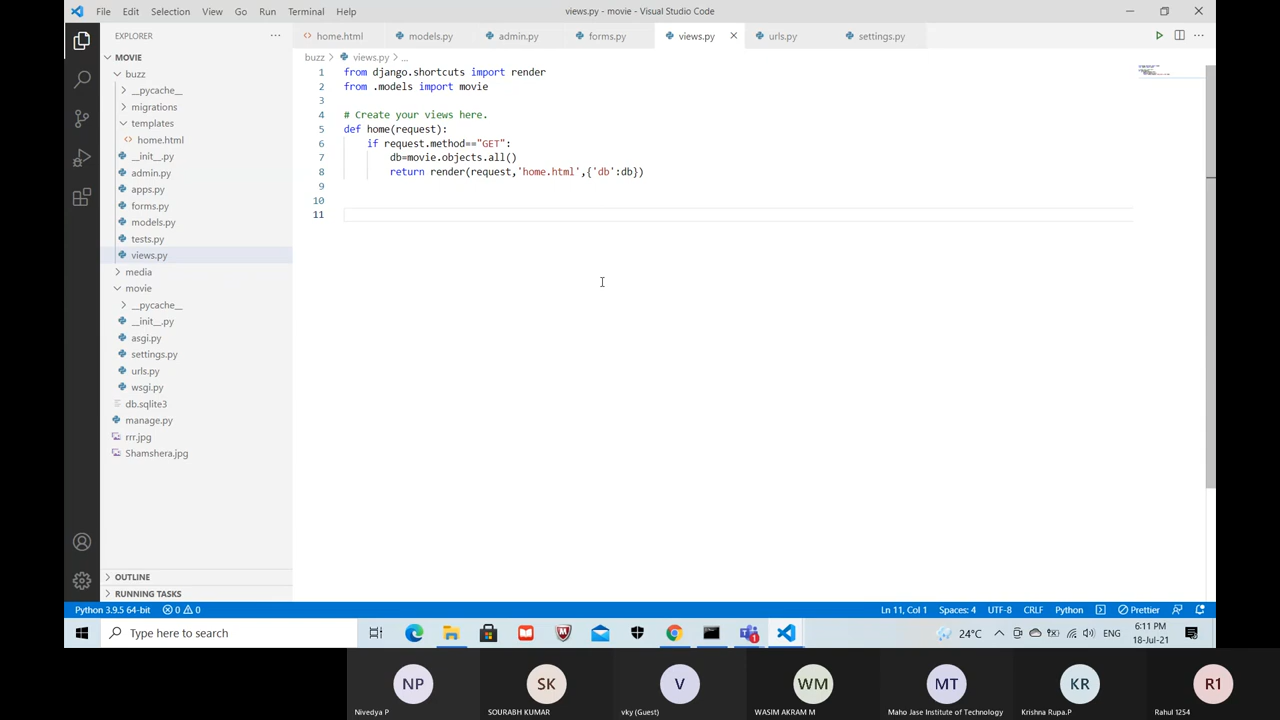 File Edit Selection View Go Run Terminal Help
views.py - movie - Visual Studio Code
EXPLORER
MOVIE
buzz
__pycache__
migrations
templates
home.html
__init__.py
admin.py
apps.py
forms.py
models.py
tests.py
views.py
media
movie
__pycache__
__init__.py
asgi.py
settings.py
urls.py
wsgi.py
db.sqlite3
manage.py
rrr.jpg
Shamshera.jpg
OUTLINE
RUNNING TASKS
home.html models.py admin.py forms.py views.py urls.py settings.py
buzz > views.py > ...
1 from django.shortcuts import render
2 from .models import movie
3
4 # Create your views here.
5 def home(request):
6 if request.method=="GET":
7 db=movie.objects.all()
8 return render(request,'home.html',{'db':db})
9
10
11
Python 3.9.5 64-bit 0 0 Ln 11, Col 1 Spaces: 4 UTF-8 CRLF Python Prettier
Type here to search
1
24°C
ENG
6:11 PM
18-Jul-21
NP SK V WM MT KR R1
Nivedya P SOURABH KUMAR vky (Guest) WASIM AKRAM M Maho Jase Institute of Technology Krishna Rupa.P Rahul 1254